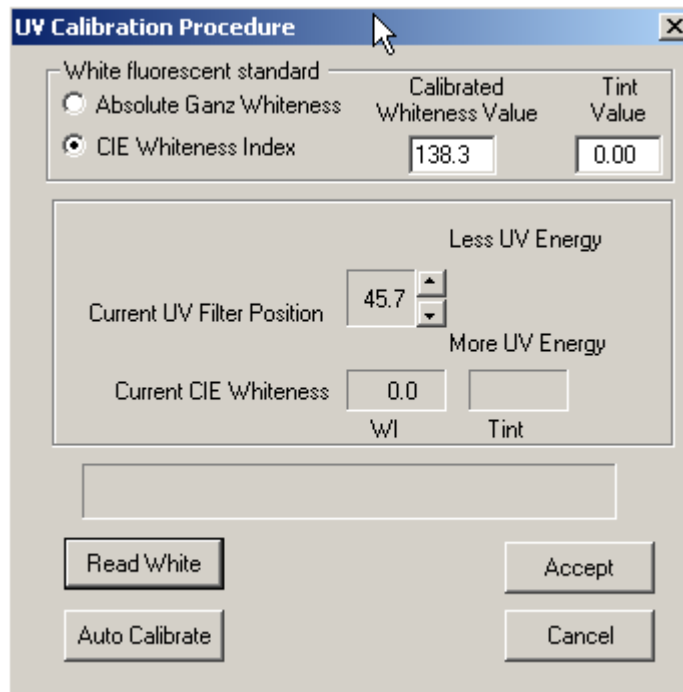 UV Calibration Procedure
White fluorescent standard
Absolute Ganz Whiteness
CIE Whiteness Index
Calibrated
Whiteness Value
Tint
Value
138.3
0.00
Less UV Energy
Current UV Filter Position
45.7
More UV Energy
Current CIE Whiteness
0.0
WI
Tint
Read White
Accept
Auto Calibrate
Cancel